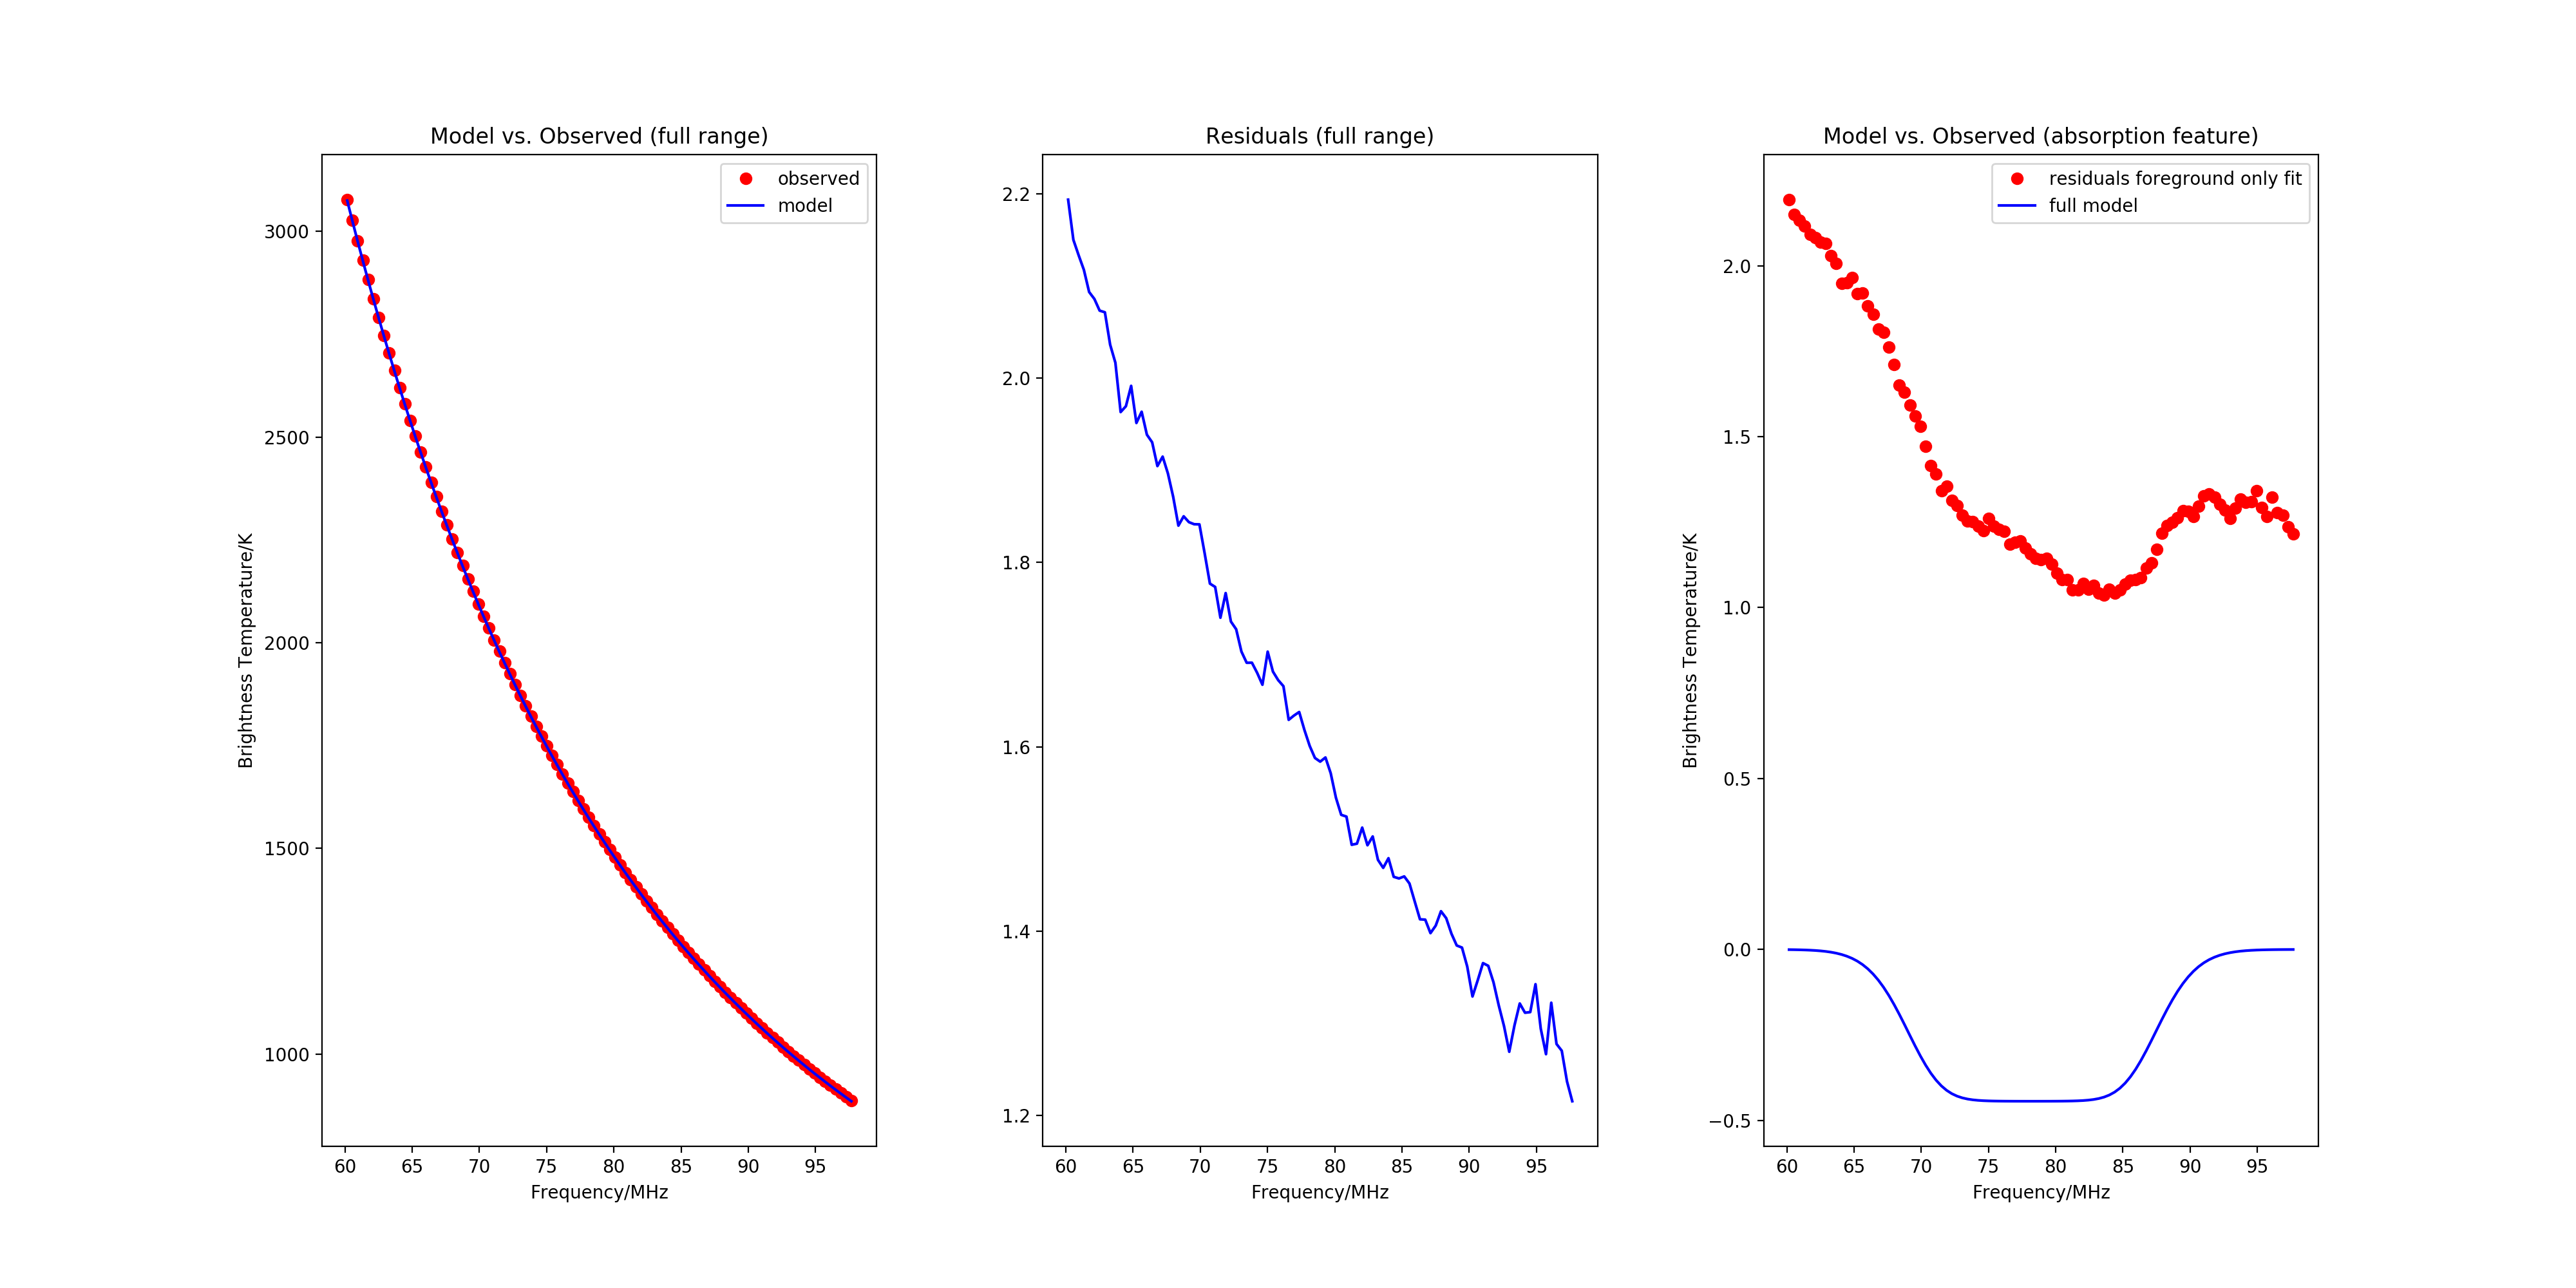 Model vs. Observed (full range)
observed
model
3000
2500
2000
1500
1000
Brightness Temperature/K
60 65 70 75 80 85 90 95
Frequency/MHz
Residuals (full range)
2.2
2.0
1.8
1.6
1.4
1.2
60 65 70 75 80 85 90 95
Frequency/MHz
Model vs. Observed (absorption feature)
residuals foreground only fit
full model
2.0
1.5
1.0
0.5
0.0
−0.5
Brightness Temperature/K
60 65 70 75 80 85 90 95
Frequency/MHz